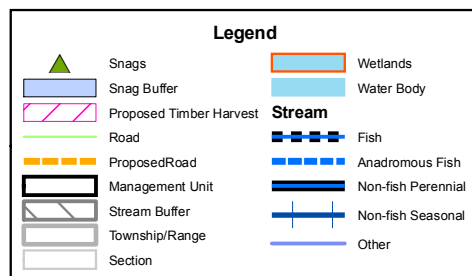 Legend
Snags
Snag Buffer
Proposed Timber Harvest
Road
ProposedRoad
Management Unit
Stream Buffer
Township/Range
Section
Wetlands
Water Body
Stream
Fish
Anadromous Fish
Non-fish Perennial
Non-fish Seasonal
Other